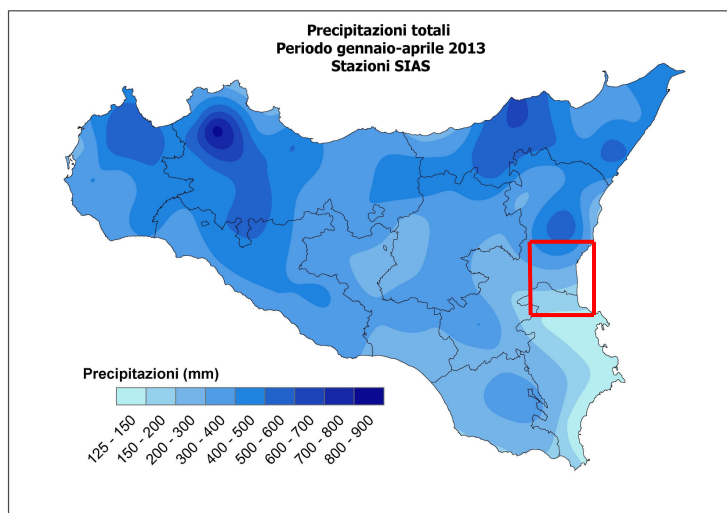 Precipitazioni totali
Periodo gennaio-aprile 2013
Stazioni SIAS
Precipitazioni (mm)
125 - 150
150 - 200
200 - 300
300 - 400
400 - 500
500 - 600
600 - 700
700 - 800
800 - 900